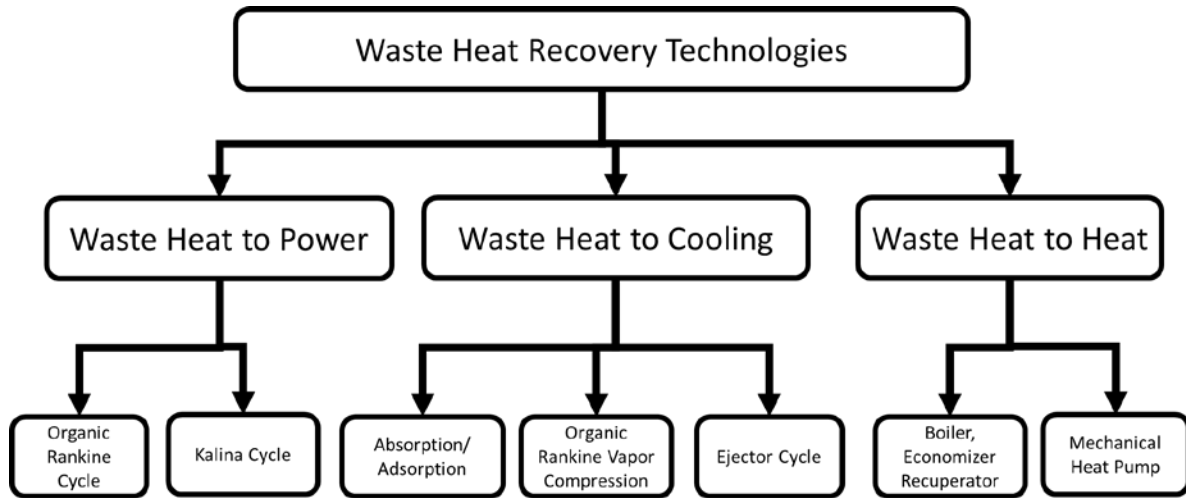 Waste Heat Recovery Technologies
Waste Heat to Power
Waste Heat to Cooling
Waste Heat to Heat
Organic
Rankine
Cycle
Kalina Cycle
Absorption/
Adsorption
Organic
Rankine Vapor
Compression
Ejector Cycle
Boiler,
Economizer
Recuperator
Mechanical
Heat Pump